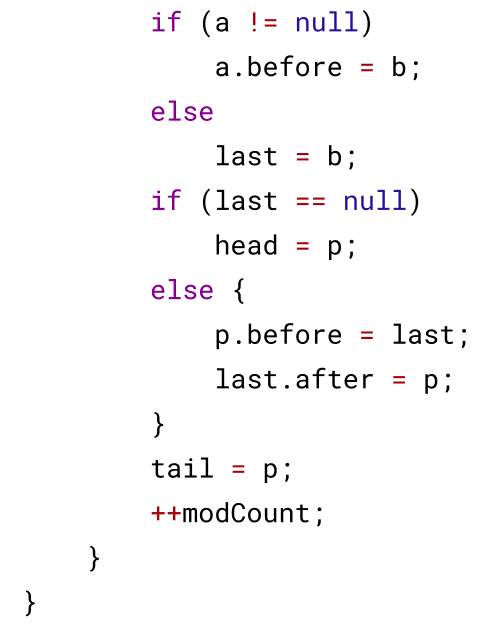 if (a != null)
            a.before = b;
        else
            last = b;
        if (last == null)
            head = p;
        else {
            p.before = last;
            last.after = p;
        }
        tail = p;
        ++modCount;
    }
}